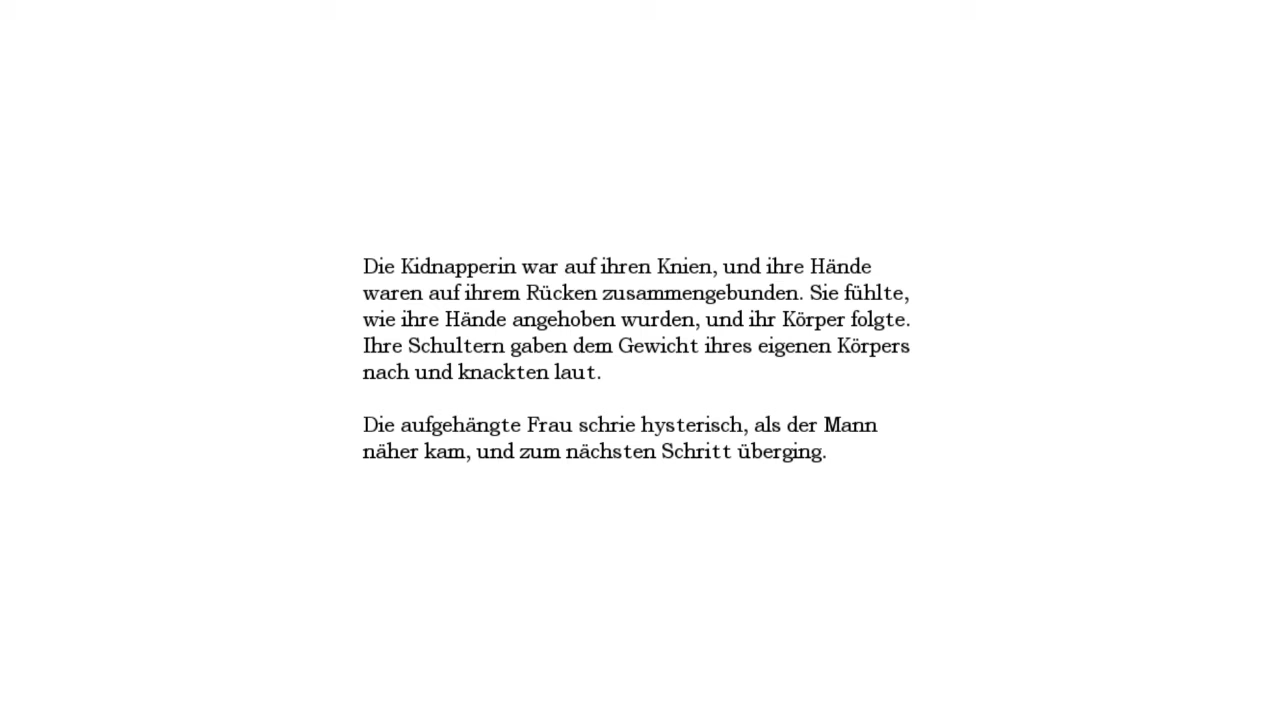 Die Kidnapperin war auf ihren Knien, und ihre Hände
waren auf ihrem Rücken zusammengebunden. Sie fühlte,
wie ihre Hände angehoben wurden, und ihr Körper folgte.
Ihre Schultern gaben dem Gewicht ihres eigenen Körpers
nach und knackten laut.
Die aufgehängte Frau schrie hysterisch, als der Mann
näher kam, und zum nächsten Schritt überging.